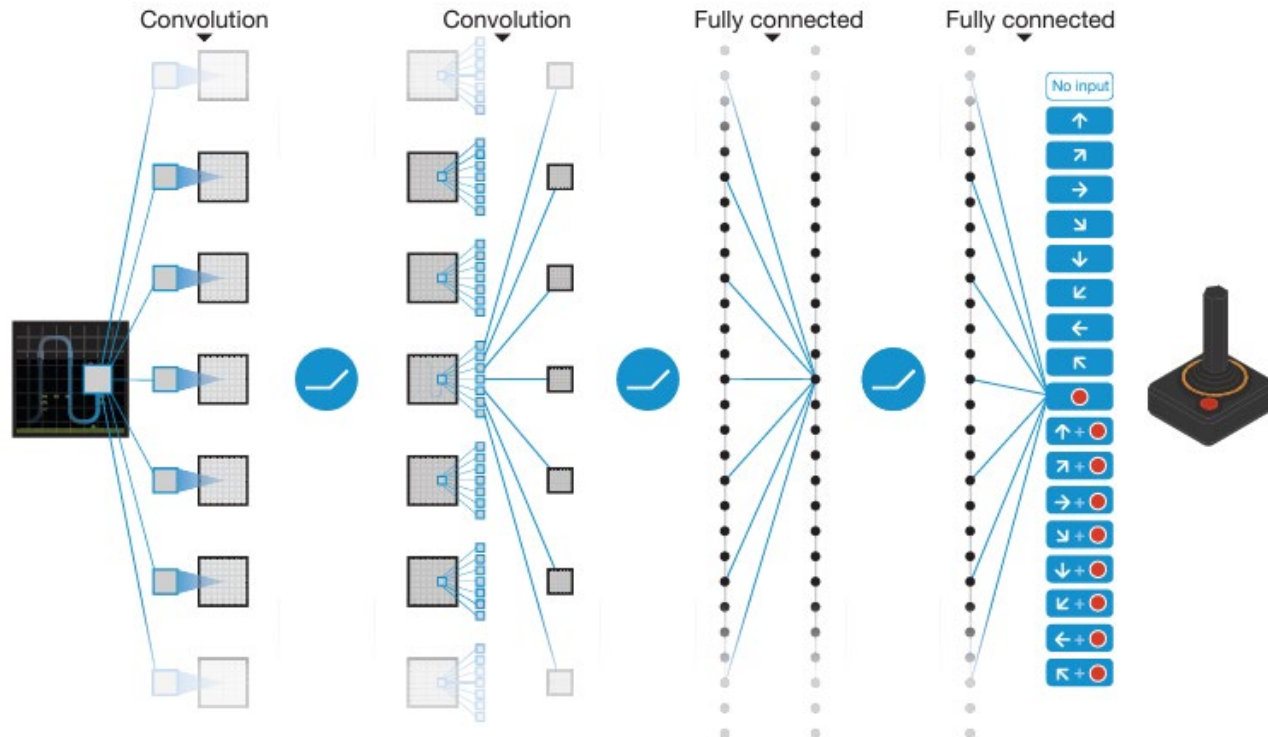 Convolution
Convolution
Fully connected
Fully connected
No input
+
+
+
+
+
+
+
+